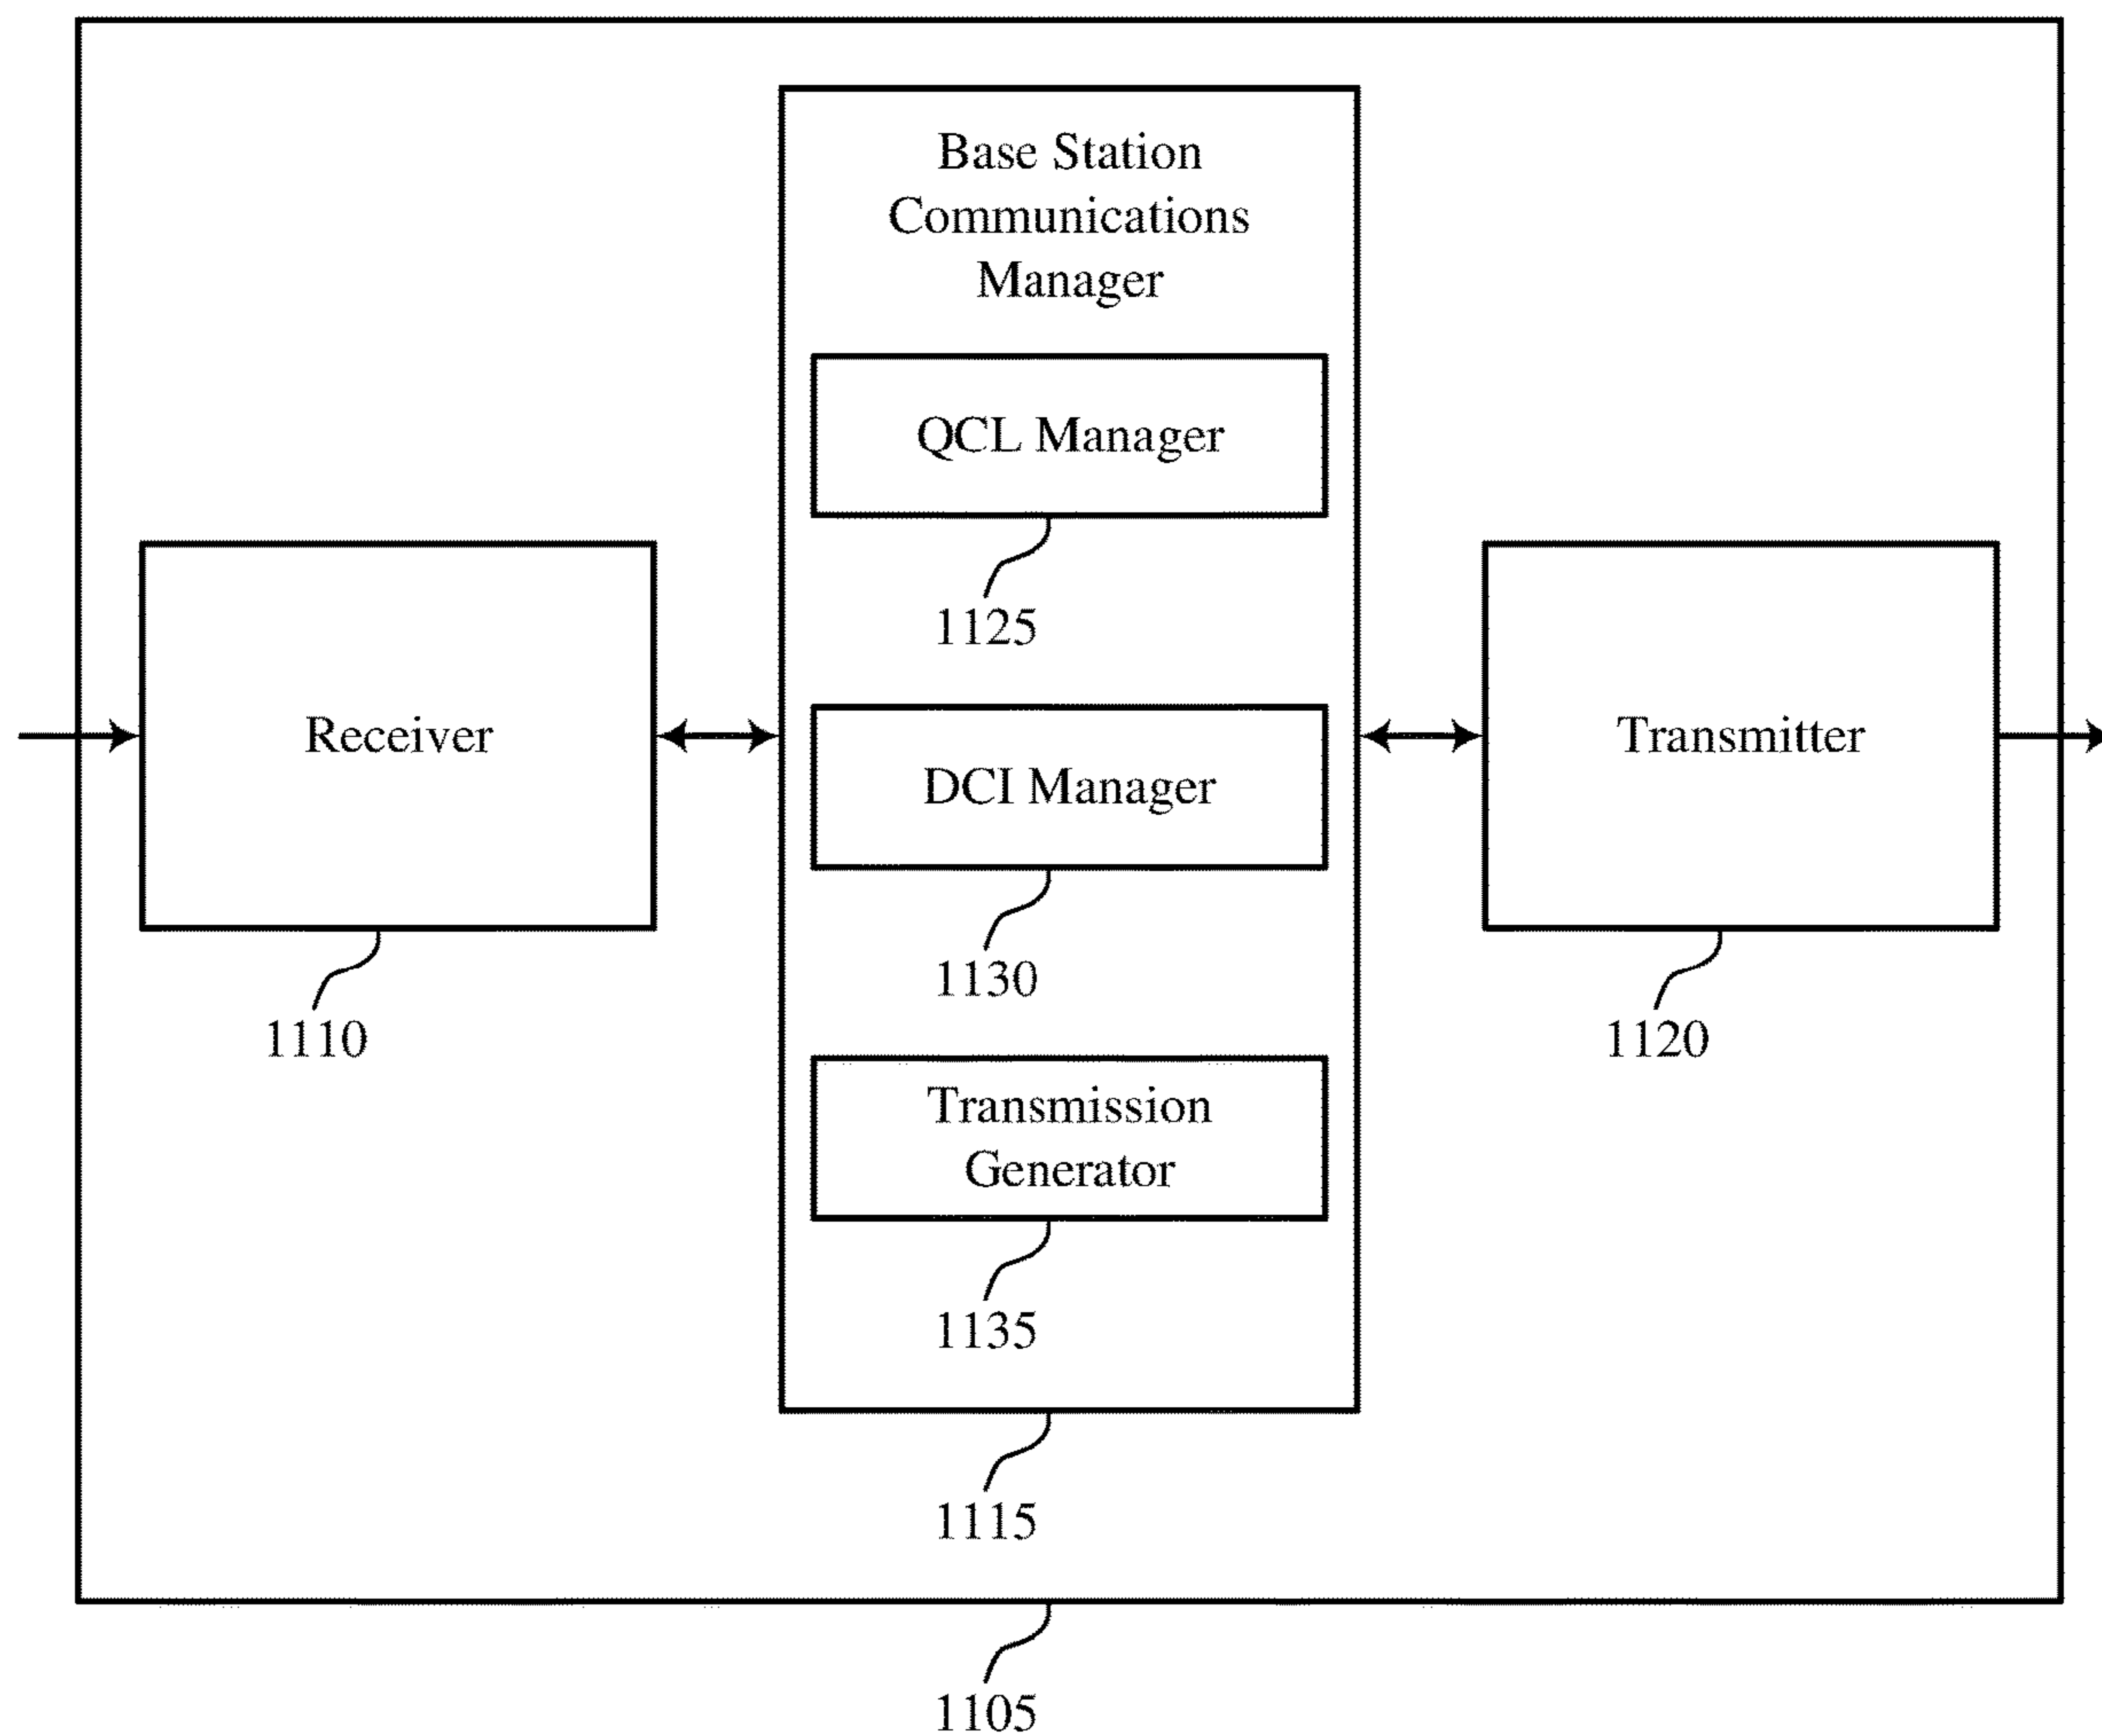 Base Station
Communications
Manager
QCL Manager
1125
Receiver
1110
DCI Manager
1130
Transmitter
1120
Transmission
Generator
1135
1115
1105